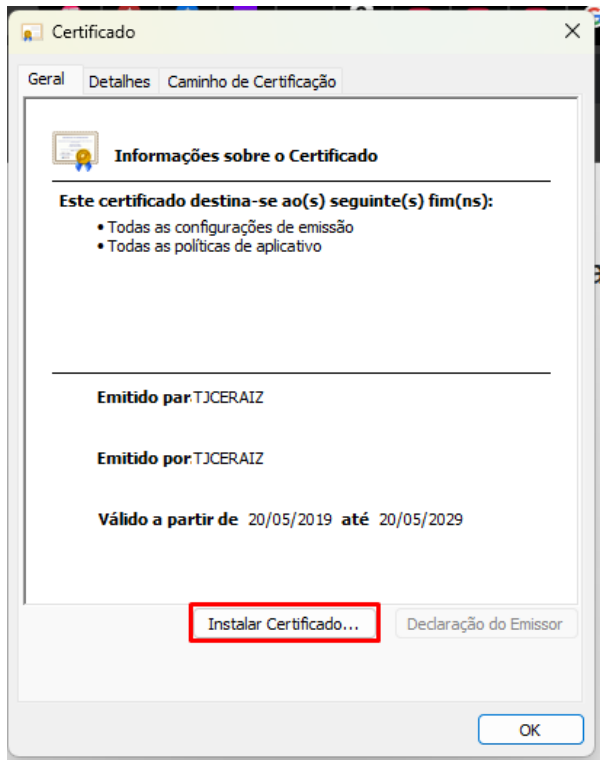 Certificado
Geral Detalhes Caminho de Certificação
Informações sobre o Certificado
Este certificado destina-se ao(s) seguinte(s) fim(ns):
• Todas as configurações de emissão
• Todas as políticas de aplicativo
Emitido par TJCERAIZ
Emitido por TJCERAIZ
Válido a partir de 20/05/2019 até 20/05/2029
Instalar Certificado... Declaração do Emissor
OK